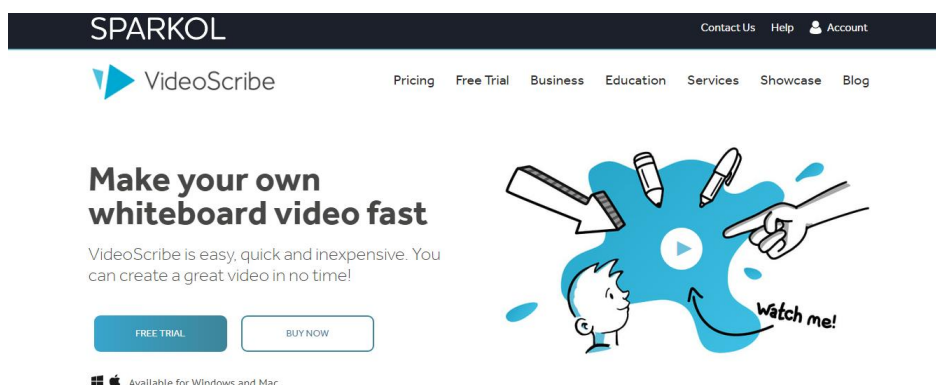 SPARKOL
Contact Us Help Account
VideoScribe
Pricing Free Trial Business Education Services Showcase Blog
Make your own
whiteboard video fast
VideoScribe is easy, quick and inexpensive. You
can create a great video in no time!
FREE TRIAL BUY NOW
Watch me!
Available for Windows and Mac